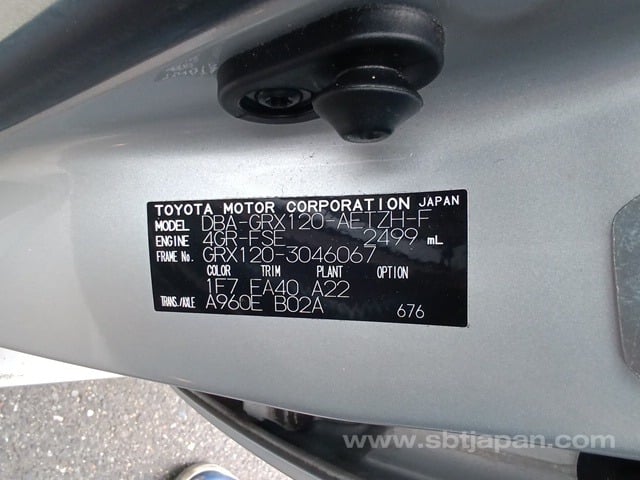 TOYOTA MOTOR CORPORATION JAPAN
MODEL DBA-GRX120-AETZH-F
ENGINE 4GR-FSE 2499 mL
FRAME No. GRX120-3046067
COLOR TRIM PLANT OPTION
1F7 FA40 A22
TRANS./AXLE A960E B02A
676
www.sbtjapan.com